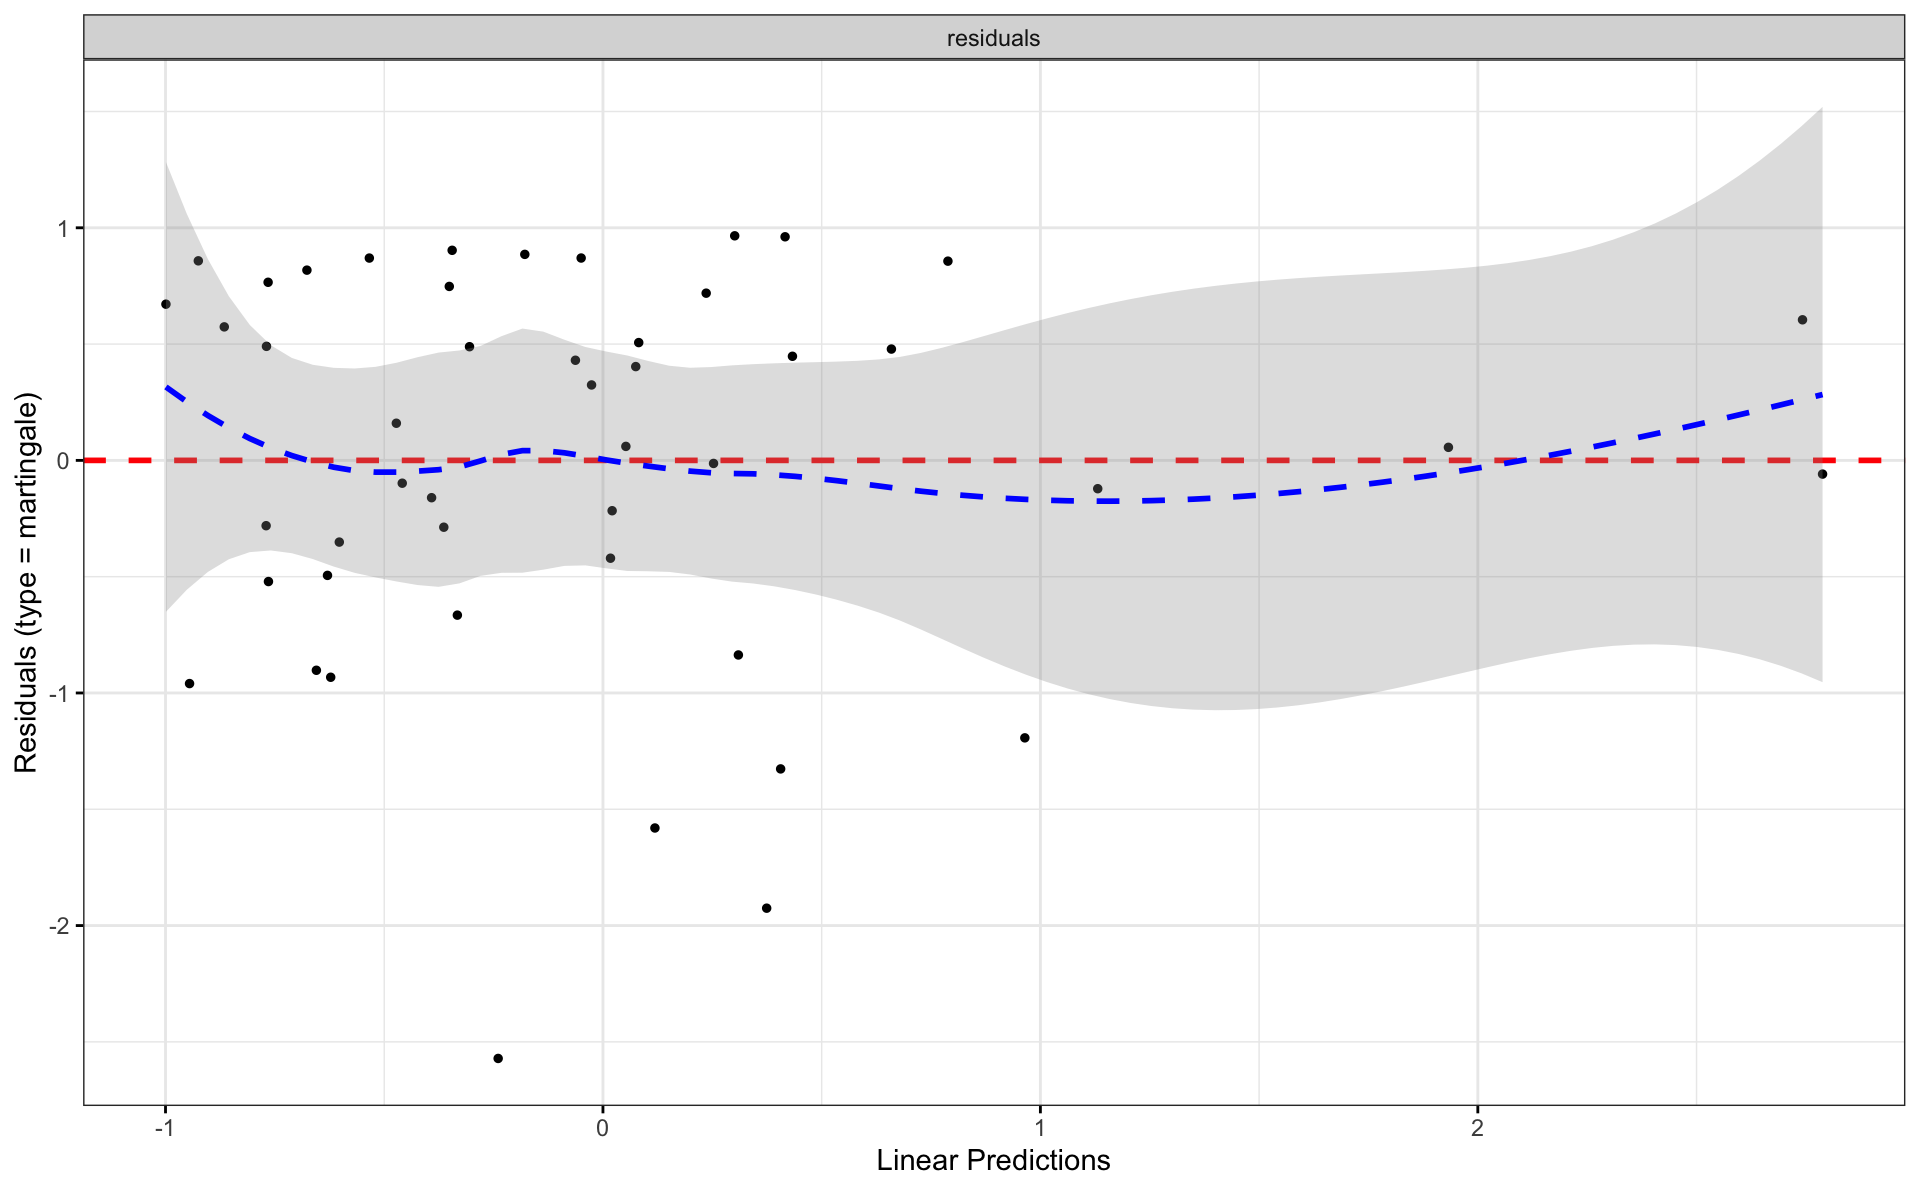 residuals
Residuals (type = martingale)
1
0
-1
-2
-1
0
1
2
Linear Predictions